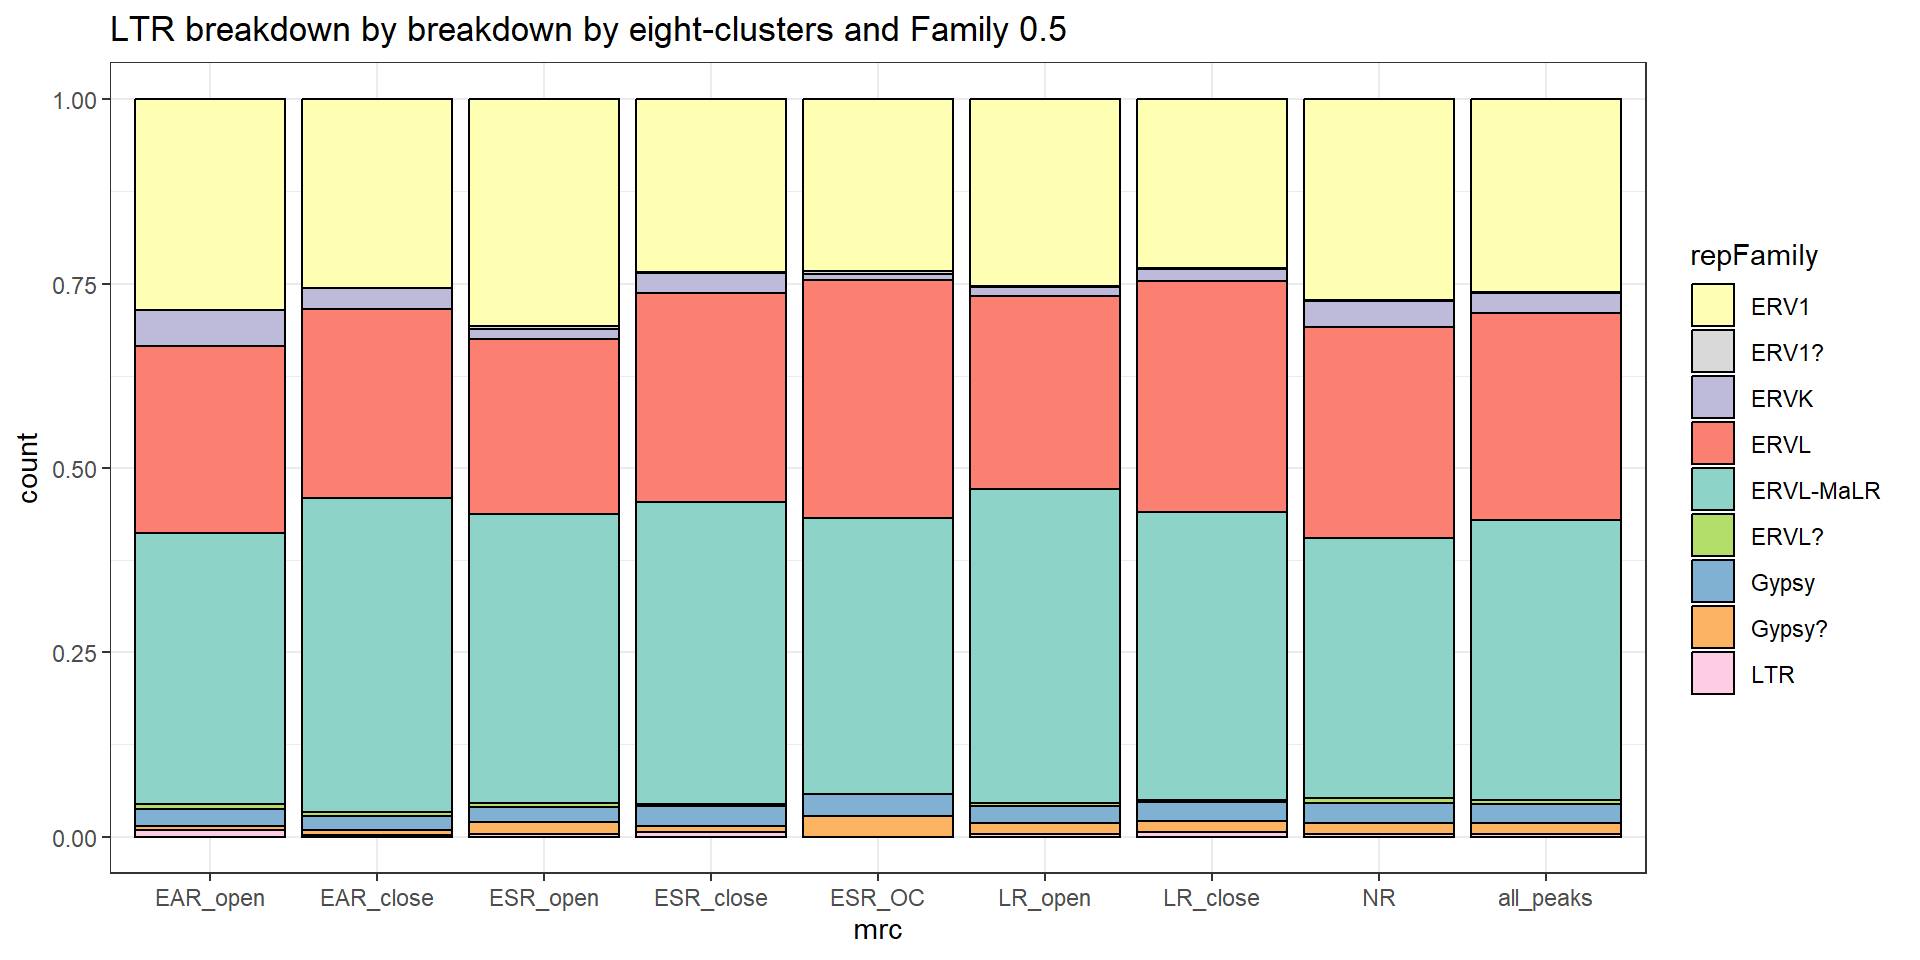 LTR breakdown by breakdown by eight-clusters and Family 0.5
1.00
0.75
0.50
0.25
0.00
count
EAR_open
EAR_close
ESR_open
ESR_close
ESR_OC
LR_open
LR_close
NR
all_peaks
mrc
repFamily
ERV1
ERV1?
ERVK
ERVL
ERVL-MaLR
ERVL?
Gypsy
Gypsy?
LTR